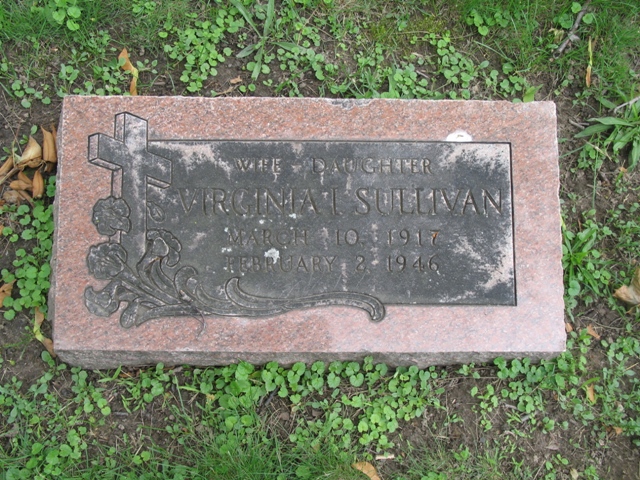 WIFE DAUGHTER
VIRGINIA I. SULLIVAN
MARCH 10, 1917
FEBRUARY 8, 1946